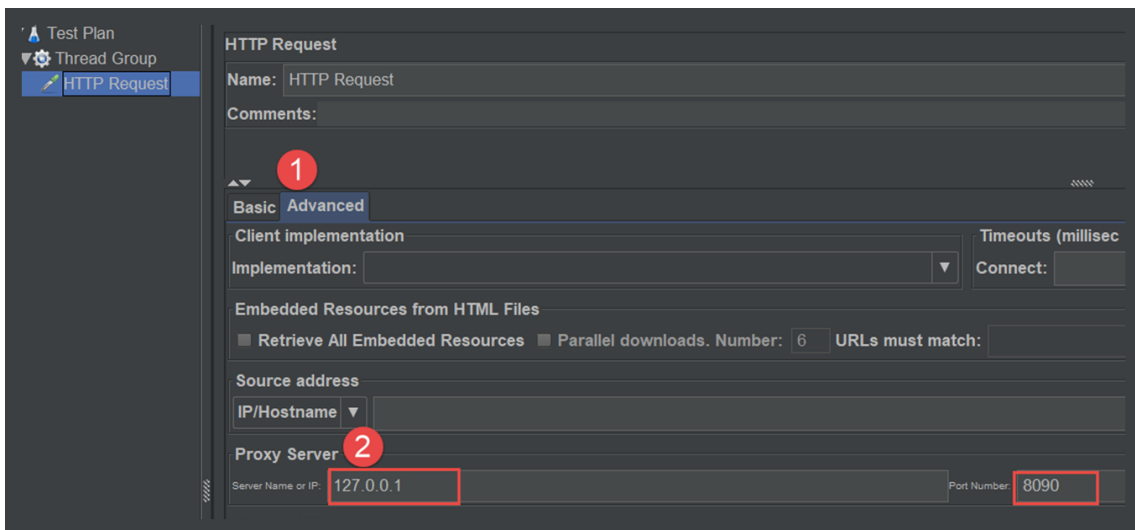 Test Plan
Thread Group
HTTP Request
HTTP Request
Name: HTTP Request
Comments:
1
Basic Advanced
Client implementation Timeouts (millisec
Implementation: Connect:
Embedded Resources from HTML Files
Retrieve All Embedded Resources Parallel downloads. Number: 6 URLs must match:
Source address
IP/Hostname
2
Proxy Server
Server Name or IP: 127.0.0.1 Port Number: 8090